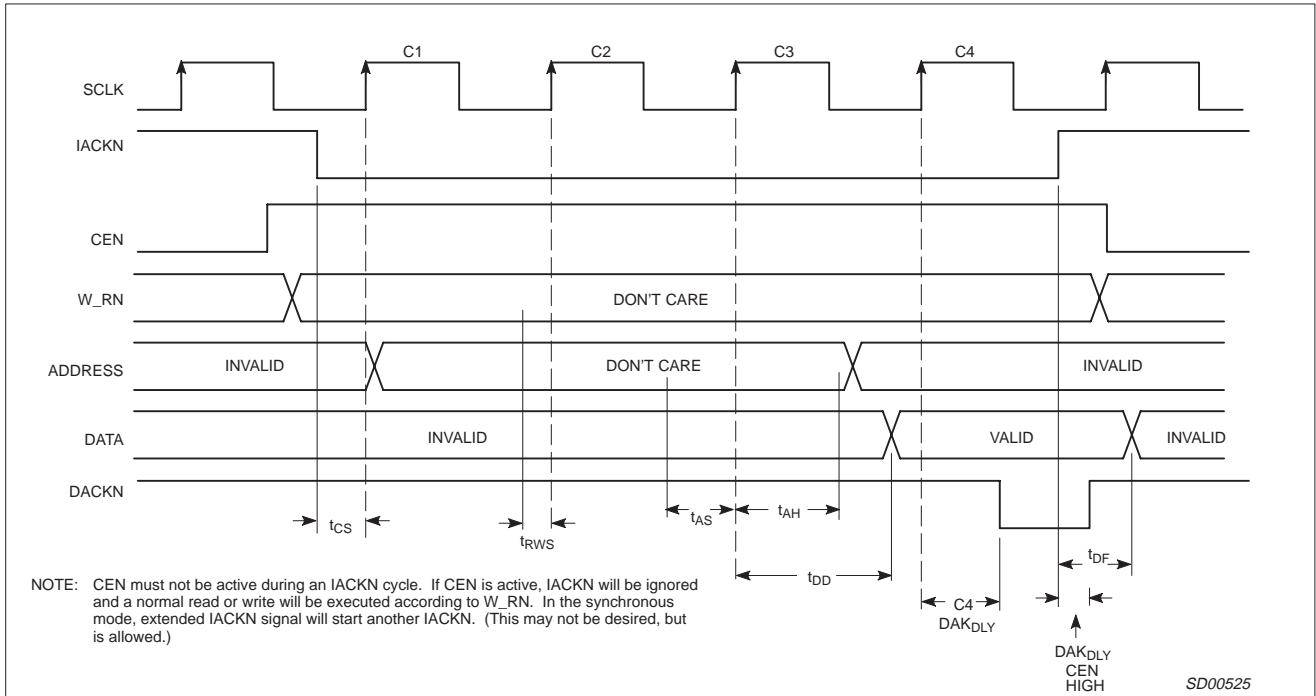 C1 C2 C3 C4
SCLK
IACKN
CEN
W_RN DON'T CARE
ADDRESS INVALID DON'T CARE INVALID
DATA INVALID VALID INVALID
DACKN
tCS tRWS tAS tAH
tDD
C4
DAKDLY
tDF
DAKDLY
CEN
HIGH
NOTE: CEN must not be active during an IACKN cycle. If CEN is active, IACKN will be ignored
and a normal read or write will be executed according to W_RN. In the synchronous
mode, extended IACKN signal will start another IACKN. (This may not be desired, but
is allowed.)
SD00525